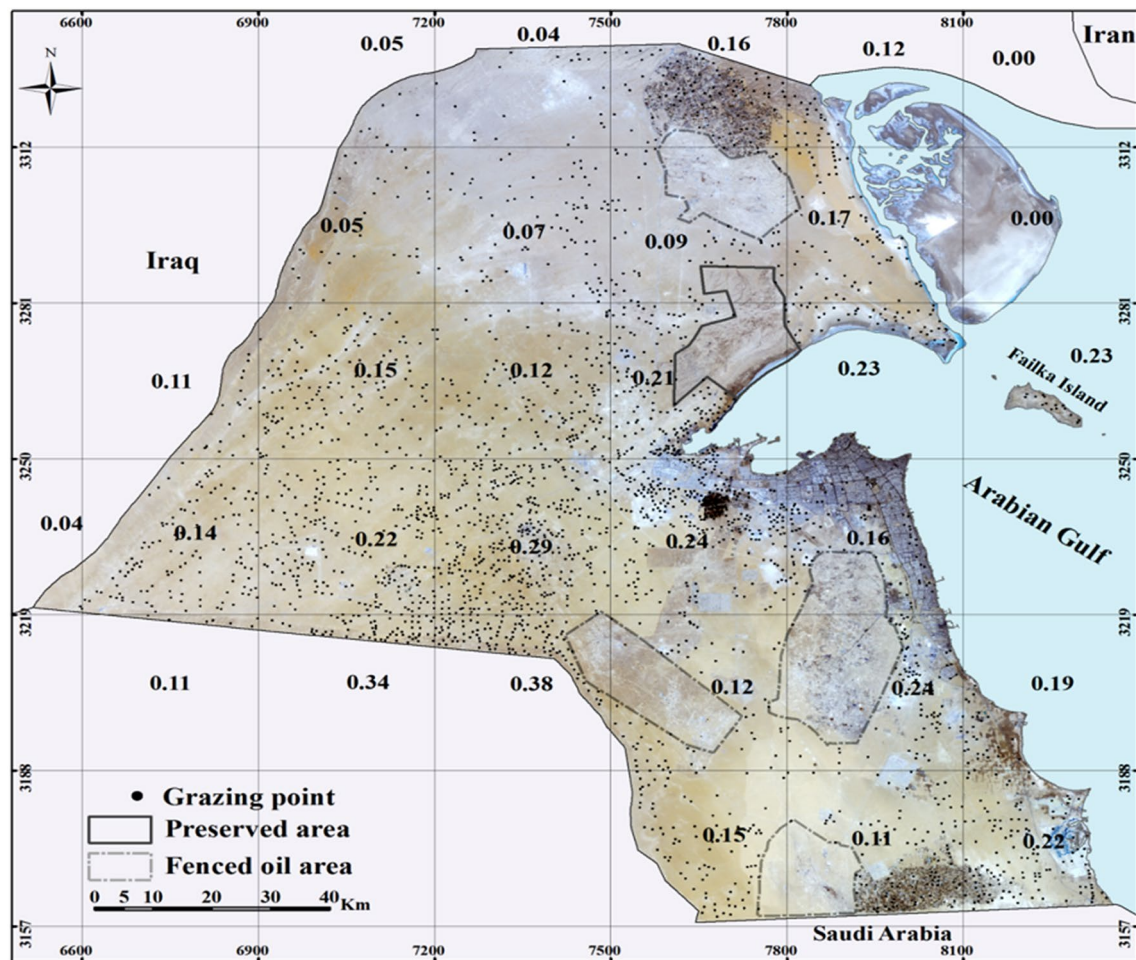 6600 6900 7200 7500 7800 8100
N
0.05 0.04 0.16 0.12 0.00 Iran
3312 3312
0.05 0.07 0.09 0.17 0.00
Iraq
3281 3281
0.11 0.15 0.12 0.21 0.23 0.23
Failka Island
3250 3250
Arabian Gulf
0.04 0.14 0.22 0.29 0.24 0.16
3219 3219
0.11 0.34 0.38 0.12 0.24 0.19
3188 3188
Grazing point
Preserved area
Fenced oil area
0 5 10 20 30 40 Km
0.15 0.11 0.22
3157 3157
Saudi Arabia
6600 6900 7200 7500 7800 8100